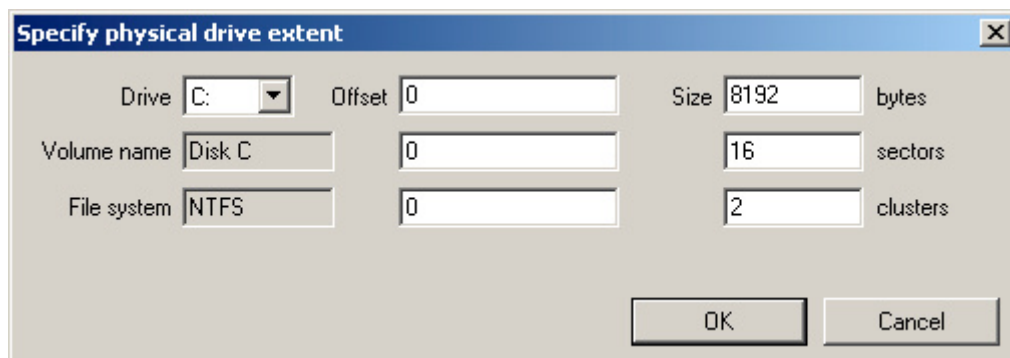 Specify physical drive extent
Drive C: Offset 0 Size 8192 bytes
Volume name Disk C 0 16 sectors
File system NTFS 0 2 clusters
OK Cancel